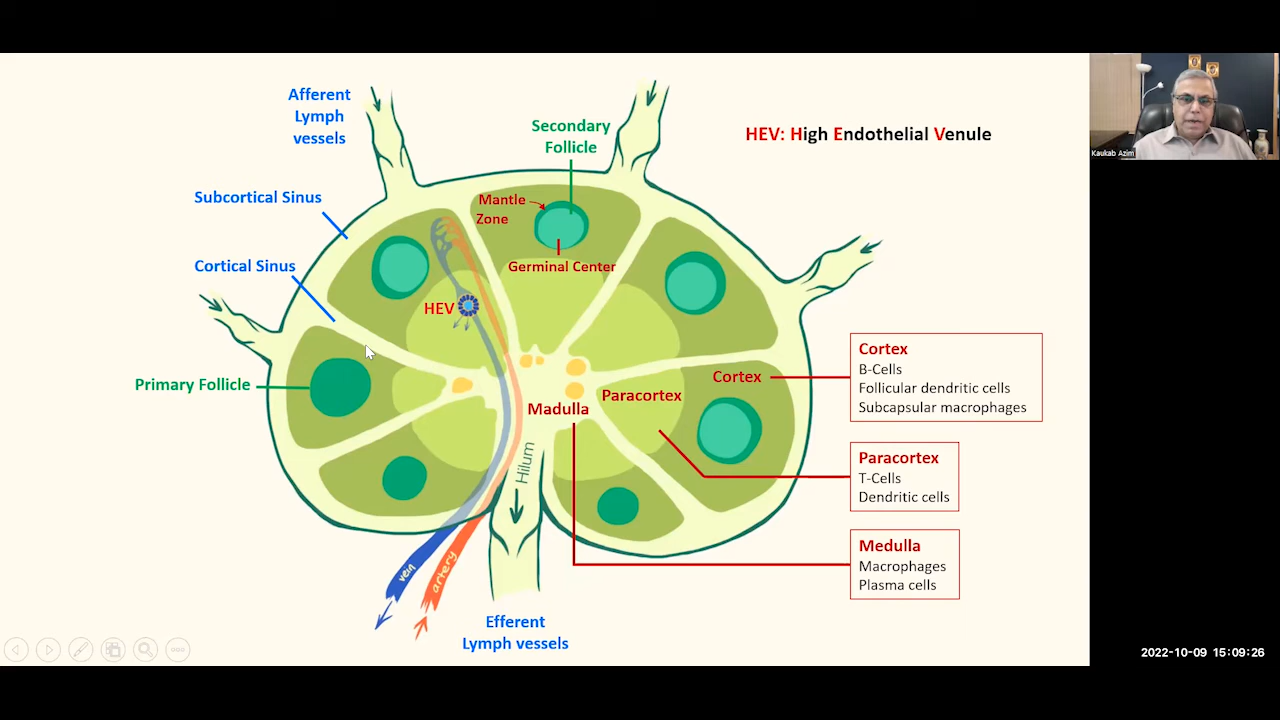 Afferent
Lymph
vessels
Secondary
Follicle
HEV: High Endothelial Venule
Kaukab Azim
Subcortical Sinus
Mantle
Zone
Cortical Sinus
Germinal Center
HEV
Primary Follicle
Cortex
Paracortex
Madulla
Hilum
Cortex
B-Cells
Follicular dendritic cells
Subcapsular macrophages
Paracortex
T-Cells
Dendritic cells
Medulla
Macrophages
Plasma cells
vein
artery
Efferent
Lymph vessels
2022-10-09 15:09:26